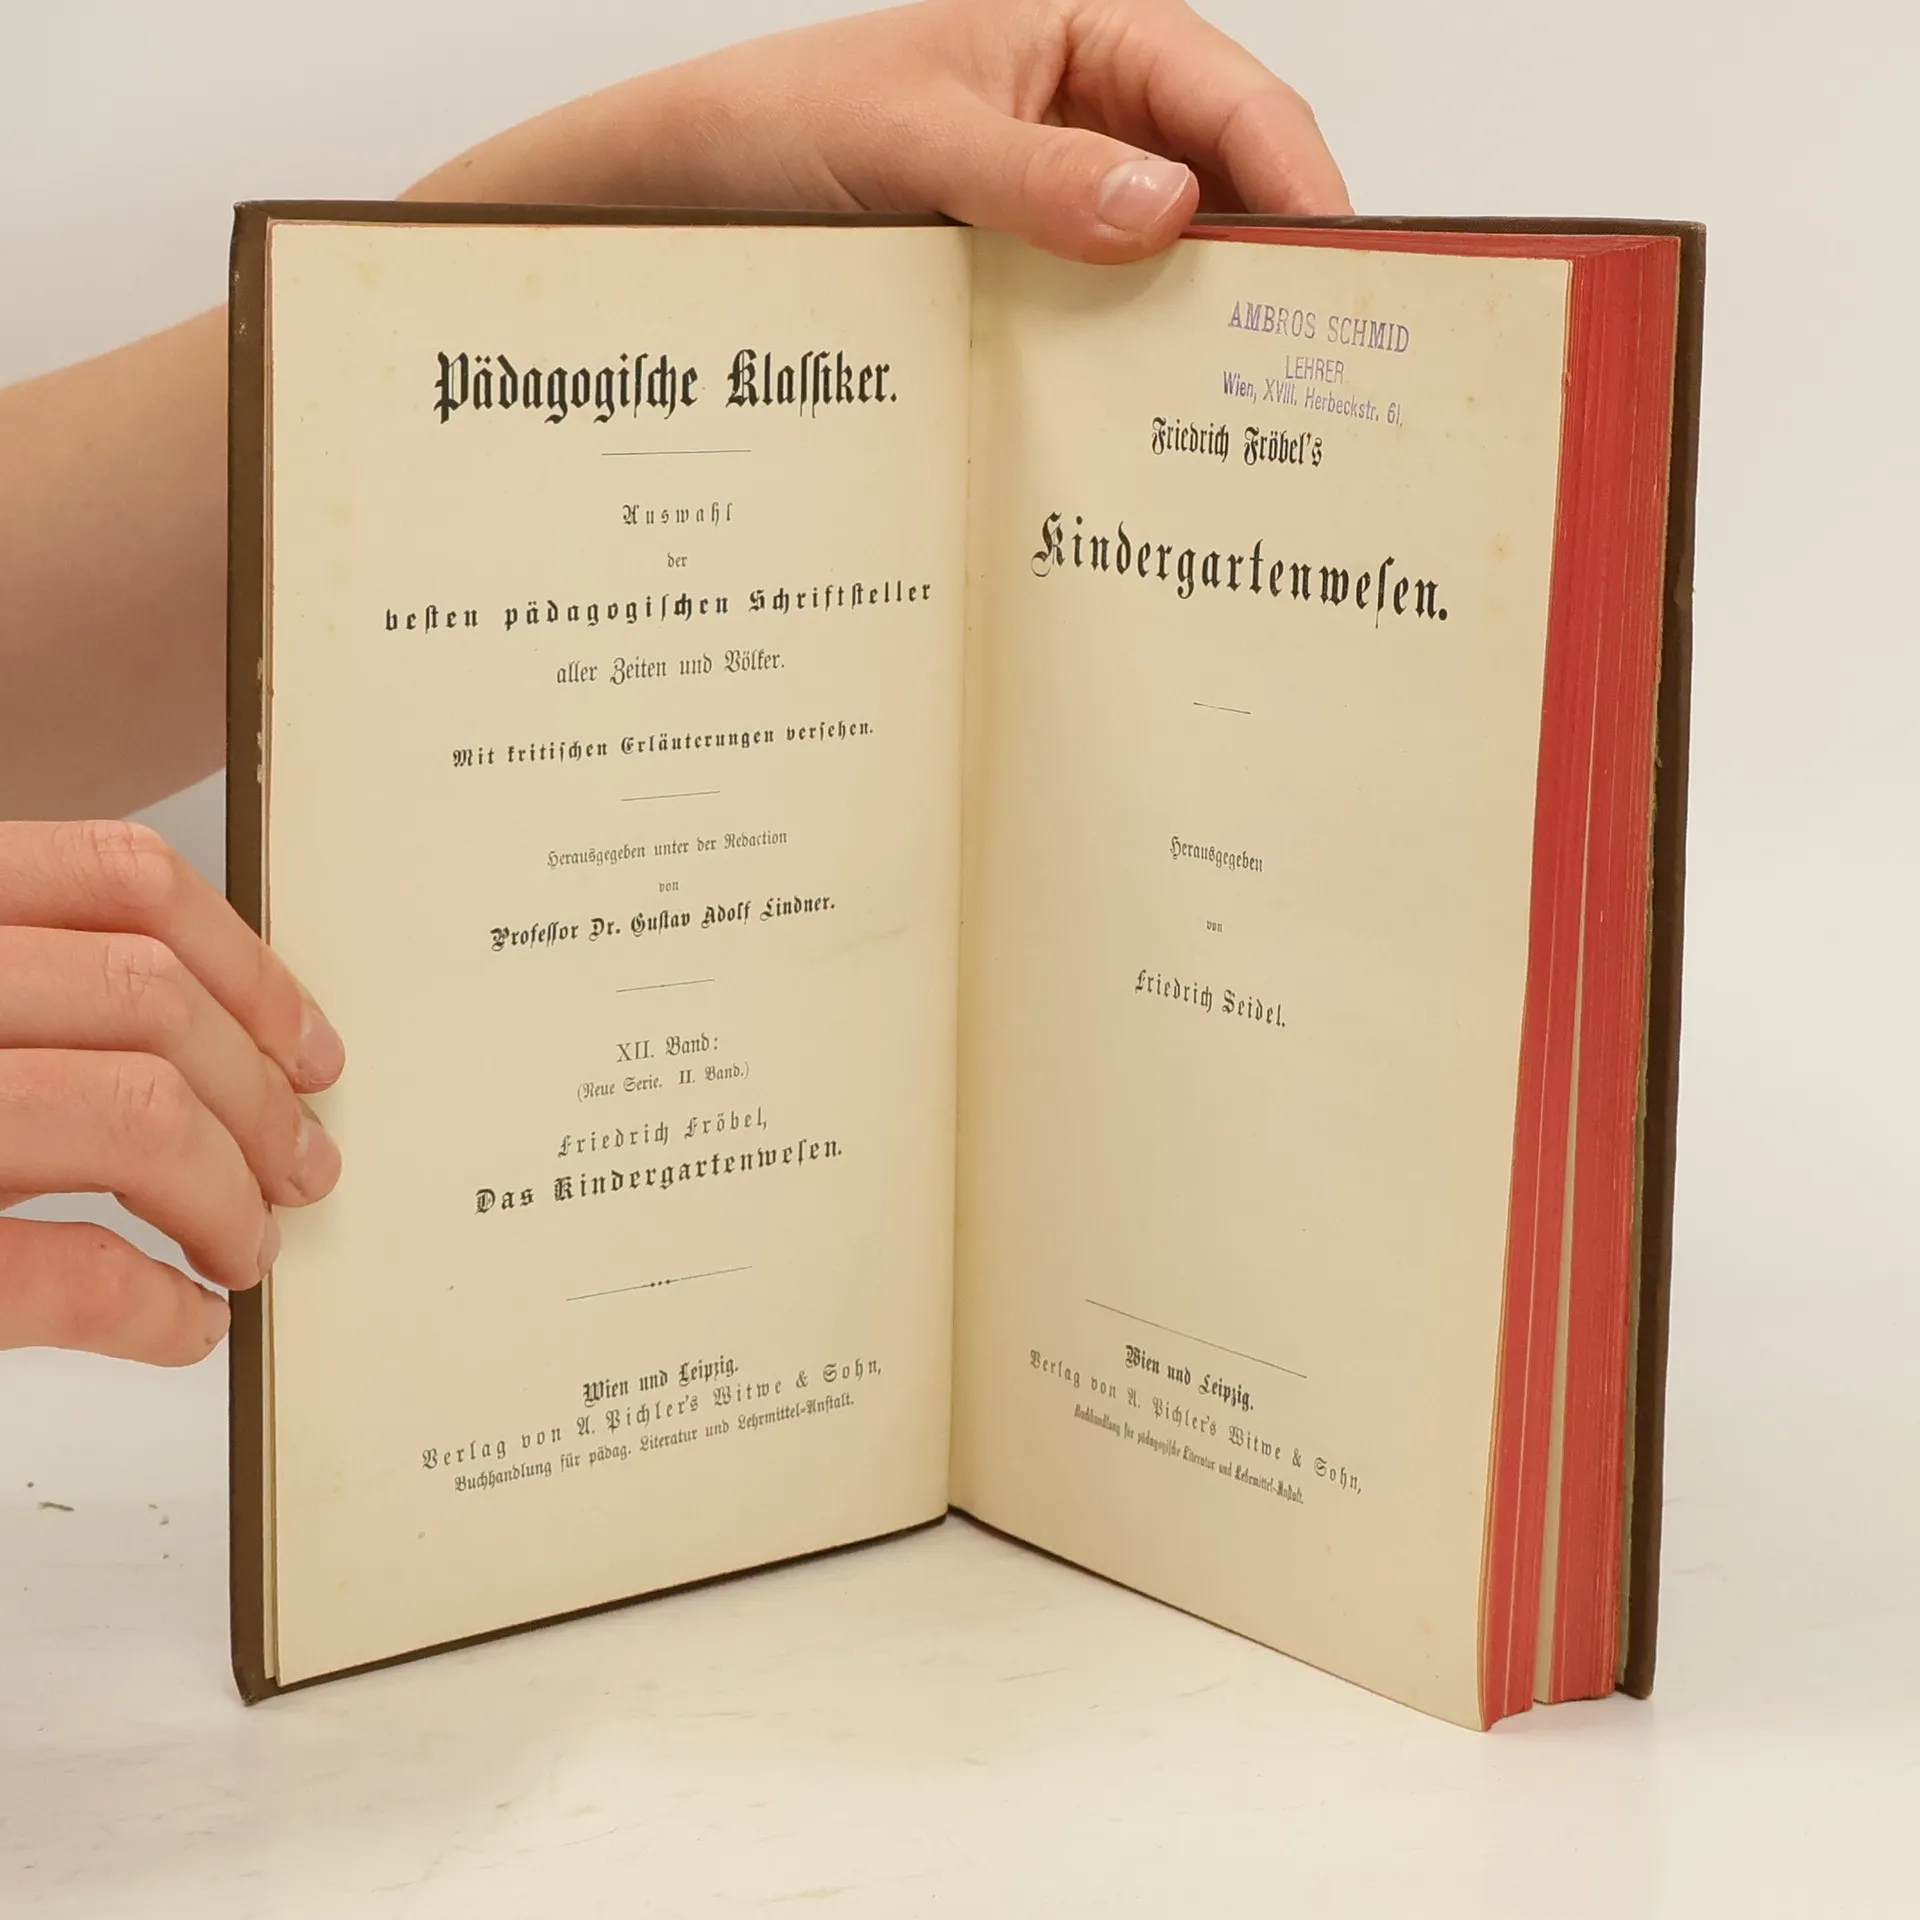 Pädagogiſche Klaſſiker.
Auswahl
der
beſten pädagogiſchen Schriftſteller
aller Zeiten und Völker.
Mit kritiſchen Erläuterungen verſehen.
Herausgegeben unter der Redaction
von
Profeſſor Dr. Guſtav Adolf Lindner.
XII. Band:
(Neue Serie. II. Band.)
Friedrich Fröbel,
Das Kindergartenweſen.
Wien und Leipzig.
Verlag von A. Pichler's Witwe & Sohn,
Buchhandlung für pädag. Literatur und Lehrmittel-Anſtalt.
AMBROS SCHMID
LEHRER
Wien, XVIII. Herbeckstr. 61.
Friedrich Fröbel's
Kindergartenweſen.
Herausgegeben
von
Friedrich Seidel.
Wien und Leipzig.
Verlag von A. Pichler's Witwe & Sohn,
Buchhandlung für pädagogiſche Literatur und Lehrmittel-Anſtalt.